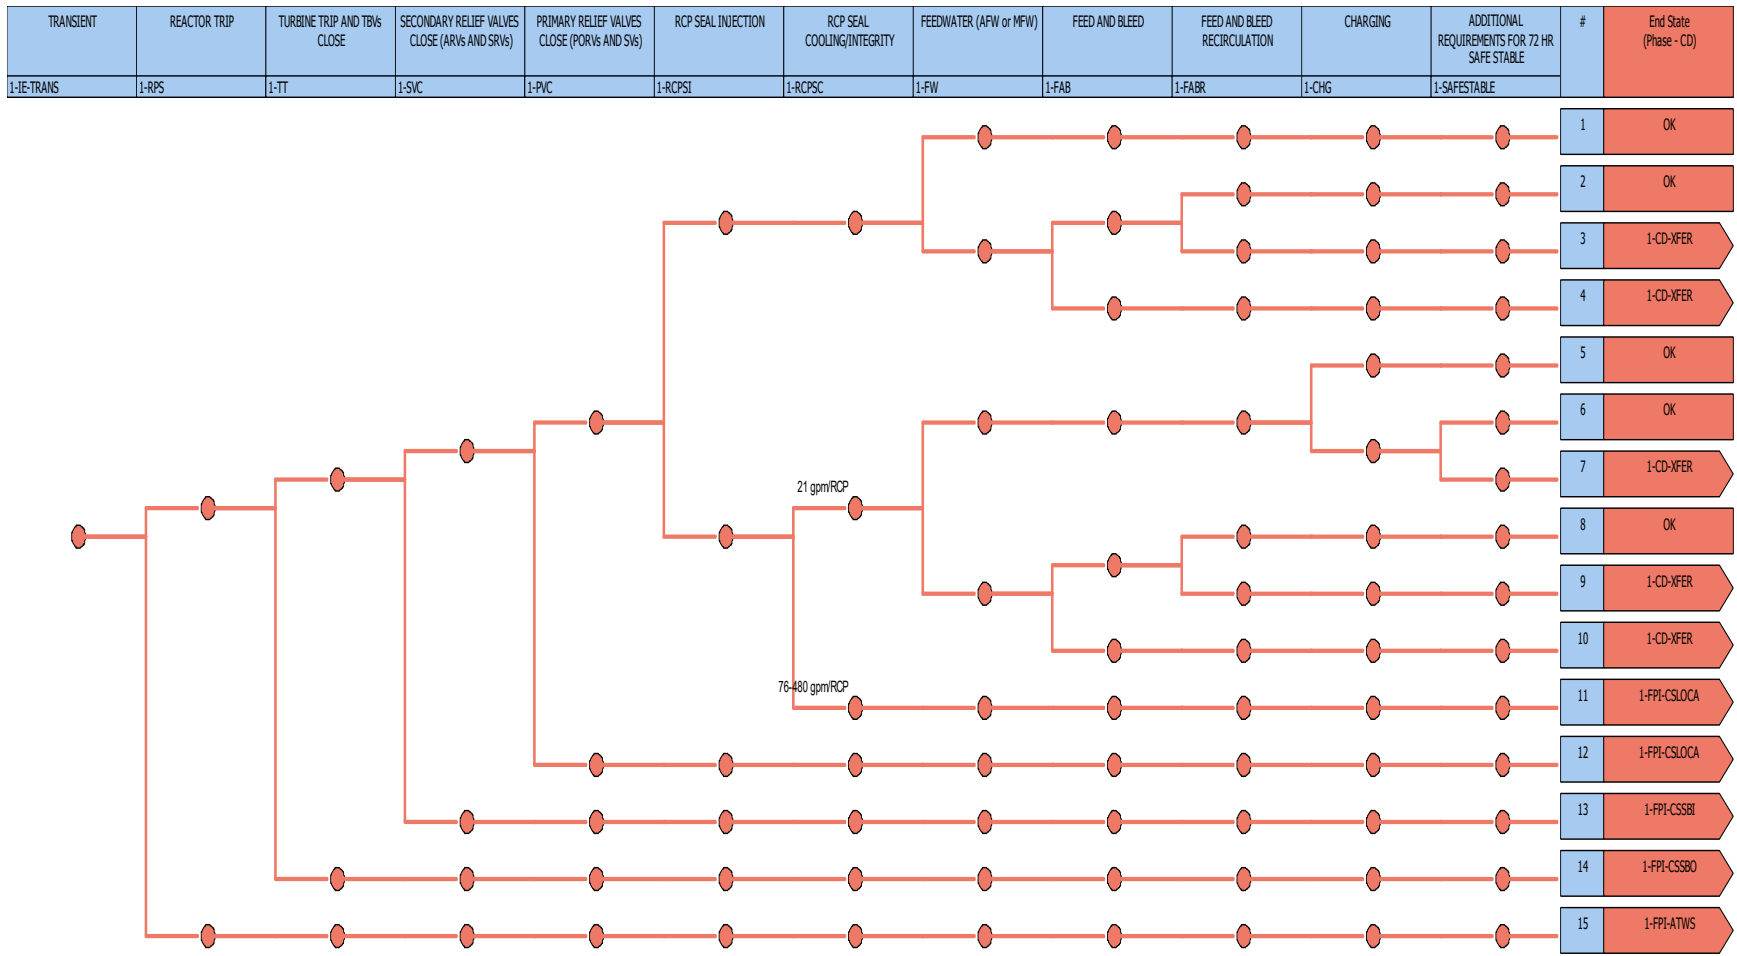 TRANSIENT
REACTOR TRIP
TURBINE TRIP AND TBVs
CLOSE
SECONDARY RELIEF VALVES
CLOSE (ARVs AND SRVs)
PRIMARY RELIEF VALVES
CLOSE (PORVs AND SVs)
RCP SEAL INJECTION
RCP SEAL
COOLING/INTEGRITY
FEEDWATER (AFW or MFW)
FEED AND BLEED
FEED AND BLEED
RECIRCULATION
CHARGING
ADDITIONAL
REQUIREMENTS FOR 72 HR
SAFE STABLE
#
End State
(Phase - CD)
1-IE-TRANS
1-RPS
1-TT
1-SVC
1-PVC
1-RCPSI
1-RCPSC
1-FW
1-FAB
1-FABR
1-CHG
1-SAFESTABLE
1 OK
2 OK
3 1-CD-XFER
4 1-CD-XFER
5 OK
6 OK
7 1-CD-XFER
21 gpm/RCP
8 OK
9 1-CD-XFER
10 1-CD-XFER
76-480 gpm/RCP
11 1-FPI-CSLOCA
12 1-FPI-CSLOCA
13 1-FPI-CSSBI
14 1-FPI-CSSBO
15 1-FPI-ATWS